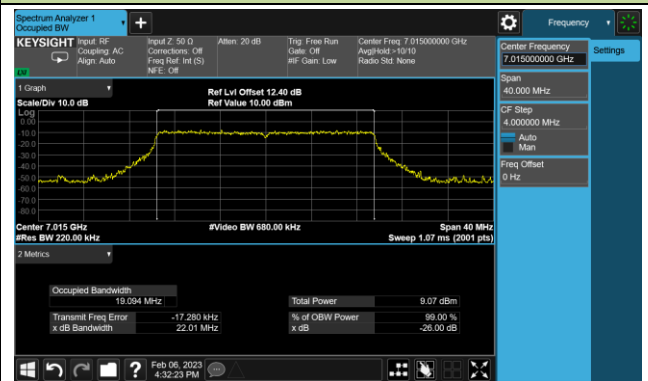 Spectrum Analyzer 1
Occupied BW
+
Frequency
KEYSIGHT
Input: RF
Coupling: AC
Align: Auto
Input Z: 50 Ω
Corrections: Off
Freq Ref: Int (S)
NFE: Off
Atten: 20 dB
Trig: Free Run
Gate: Off
#IF Gain: Low
Center Freq: 7.015000000 GHz
Avg|Hold:>10/10
Radio Std: None
Center Frequency
7.015000000 GHz
Settings
Span
40.000 MHz
CF Step
4.000000 MHz
Auto
Man
Freq Offset
0 Hz
1 Graph
Scale/Div 10.0 dB
Ref Lvl Offset 12.40 dB
Ref Value 10.00 dBm
Log
0.00
-10.0
-20.0
-30.0
-40.0
-50.0
-60.0
-70.0
-80.0
Center 7.015 GHz
#Res BW 220.00 kHz
#Video BW 680.00 kHz
Span 40 MHz
Sweep 1.07 ms (2001 pts)
2 Metrics
Occupied Bandwidth
19.094 MHz
Total Power
9.07 dBm
Transmit Freq Error
-17.280 kHz
% of OBW Power
99.00 %
x dB Bandwidth
22.01 MHz
x dB
-26.00 dB
?
Feb 06, 2023
4:32:23 PM